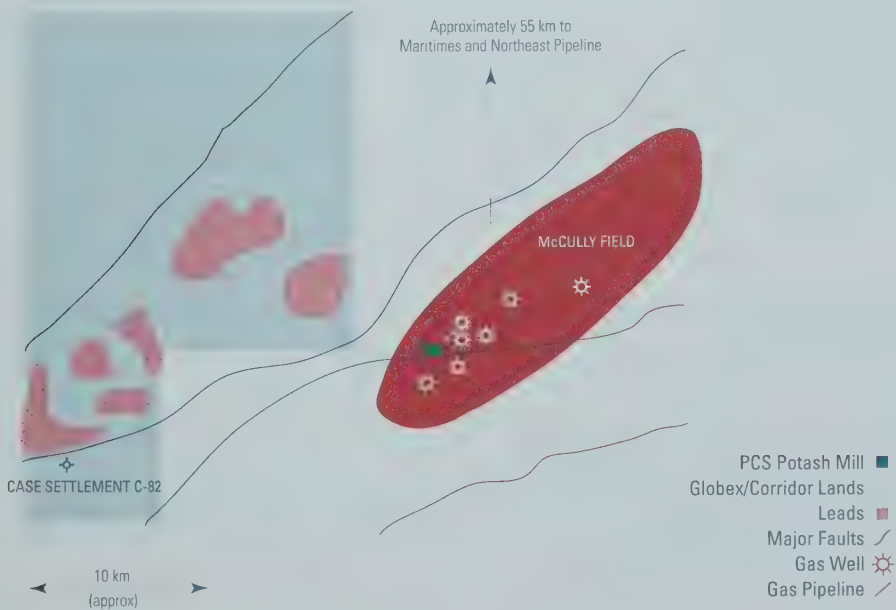 Approximately 55 km to
Maritimes and Northeast Pipeline
McCULLY FIELD
CASE SETTLEMENT C-82
PCS Potash Mill
Globex/Corridor Lands
Leads
Major Faults
Gas Well
Gas Pipeline
10 km
(approx)